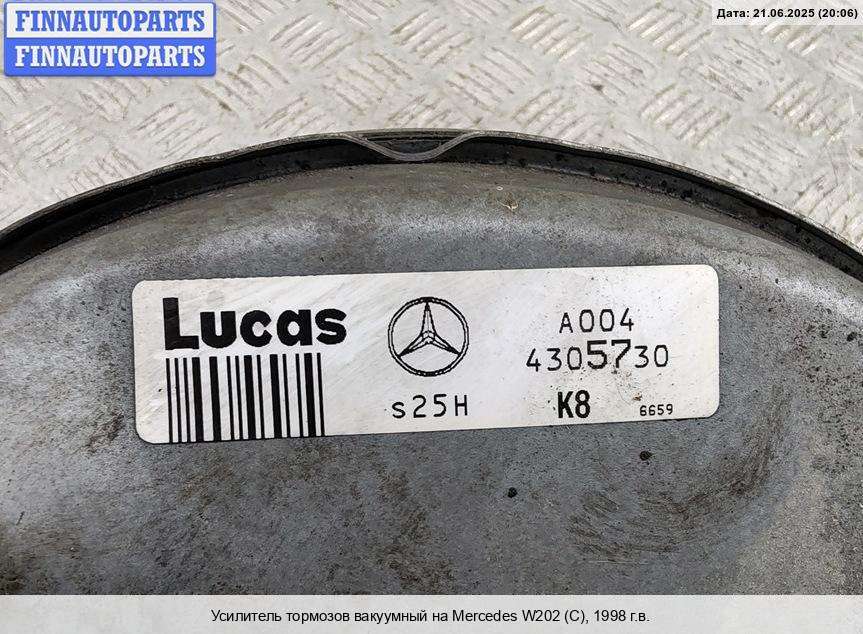 FINNAUTOPARTS
FINNAUTOPARTS
Дата: 21.06.2025 (20:06)
Lucas
A004
4305730
s25H
K8
6659
Усилитель тормозов вакуумный на Mercedes W202 (C), 1998 г.в.